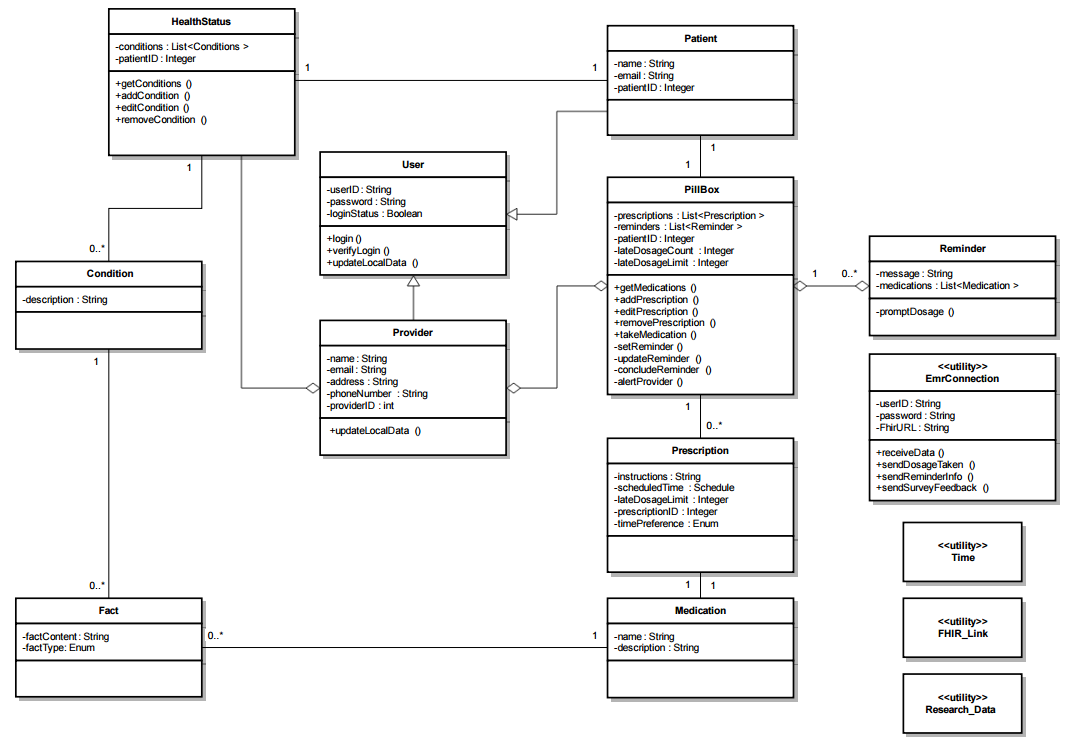 HealthStatus
-conditions : List<Conditions >
-patientID : Integer
+getConditions ()
+addCondition ()
+editCondition ()
+removeCondition ()
1
1
Patient
-name : String
-email : String
-patientID : Integer
1
1
1
0..*
User
-userID : String
-password : String
-loginStatus : Boolean
+login ()
+verifyLogin ()
+updateLocalData ()
PillBox
-prescriptions : List<Prescription >
-reminders : List<Reminder >
-patientID : Integer
-lateDosageCount : Integer
-lateDosageLimit : Integer
+getMedications ()
+addPrescription ()
+editPrescription ()
+removePrescription ()
+takeMedication ()
-setReminder ()
-updateReminder ()
-concludeReminder ()
-alertProvider ()
1
0..*
Reminder
-message : String
-medications : List<Medication >
-promptDosage ()
Condition
-description : String
1
0..*
Provider
-name : String
-email : String
-address : String
-phoneNumber : String
-providerID : int
+updateLocalData ()
<<utility>>
EmrConnection
-userID : String
-password : String
-FhirURL : String
+receiveData ()
+sendDosageTaken ()
+sendReminderInfo ()
+sendSurveyFeedback ()
1
0..*
Prescription
-instructions : String
-scheduledTime : Schedule
-lateDosageLimit : Integer
-prescriptionID : Integer
-timePreference : Enum
1
1
<<utility>>
Time
Fact
-factContent : String
-factType: Enum
0..*
1
Medication
-name : String
-description : String
<<utility>>
FHIR_Link
<<utility>>
Research_Data